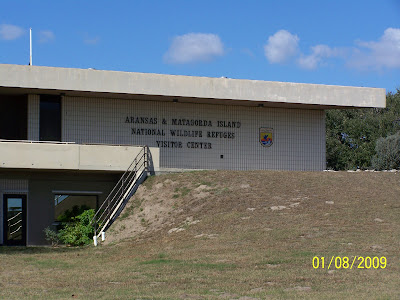 ARANSAS & MATAGORDA ISLAND
NATIONAL WILDLIFE REFUGES
VISITOR CENTER
01/08/2009